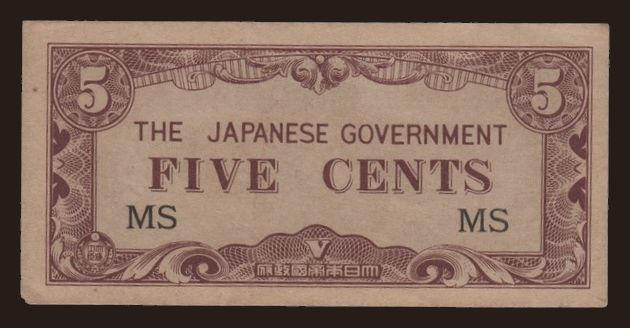 5 5
THE JAPANESE GOVERNMENT
FIVE CENTS
MS MS
V
府政國帝本日大